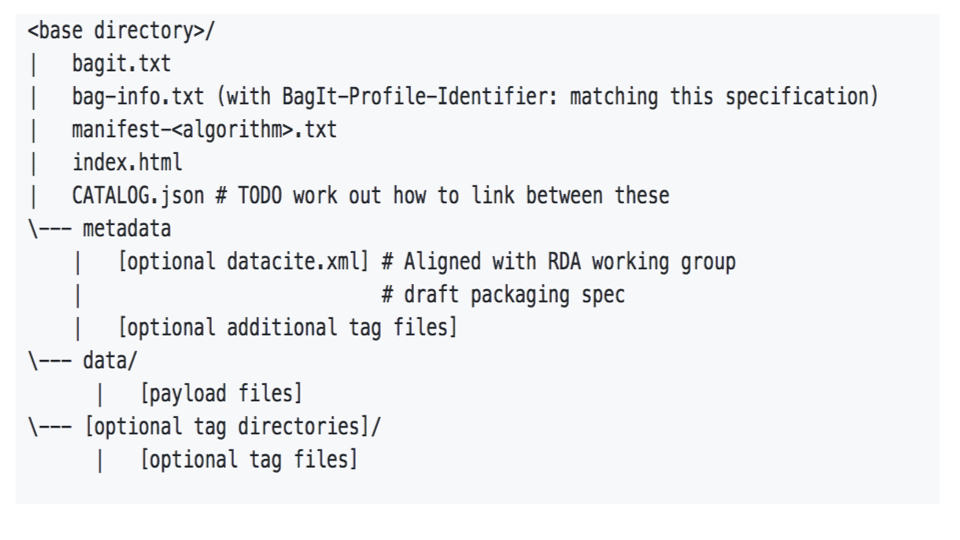 <base directory>/
|   bagit.txt
|   bag-info.txt (with BagIt-Profile-Identifier: matching this specification)
|   manifest-<algorithm>.txt
|   index.html
|   CATALOG.json # TODO work out how to link between these
\--- metadata
    |   [optional datacite.xml] # Aligned with RDA working group
    |                           # draft packaging spec
    |   [optional additional tag files]
\--- data/
      |   [payload files]
\--- [optional tag directories]/
      |   [optional tag files]